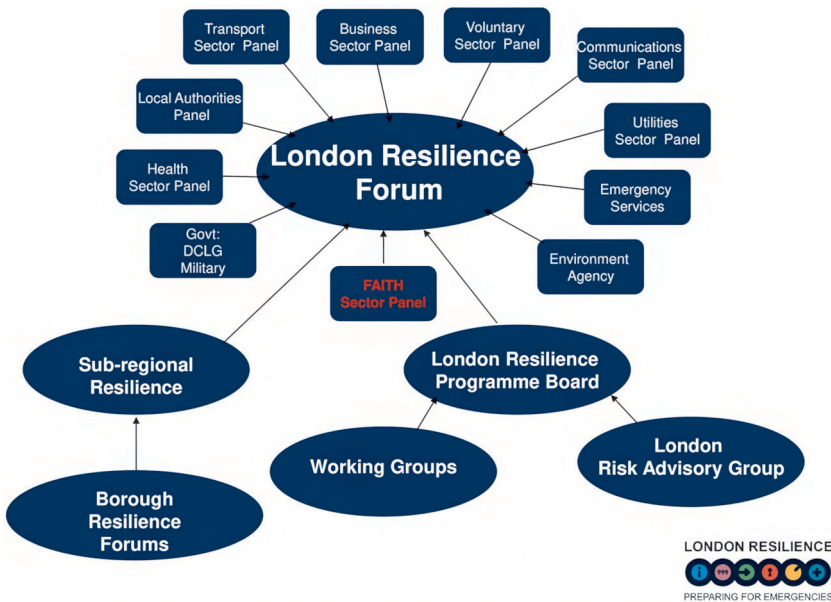 Transport
Sector Panel
Business
Sector Panel
Voluntary
Sector Panel
Communications
Sector Panel
Local Authorities
Panel
Utilities
Sector Panel
London Resilience
Forum
Health
Sector Panel
Emergency
Services
Govt:
DCLG
Military
Environment
Agency
FAITH
Sector Panel
Sub-regional
Resilience
London Resilience
Programme Board
Working Groups
London
Risk Advisory Group
Borough
Resilience
Forums
LONDON RESILIENCE
PREPARING FOR EMERGENCIES